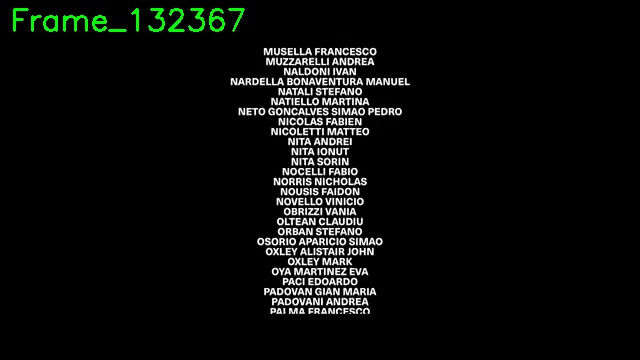 Frame_132367
MUSELLA FRANCESCO
MUZZARELLI ANDREA
NALDONI IVAN
NARDELLA BONAVENTURA MANUEL
NATALI STEFANO
NATIELLO MARTINA
NETO GONCALVES SIMAO PEDRO
NICOLAS FABIEN
NICOLETTI MATTEO
NITA ANDREI
NITA IONUT
NITA SORIN
NOCELLI FABIO
NORRIS NICHOLAS
NOUSIS FAIDON
NOVELLO VINICIO
OBRIZZI VANIA
OLTEAN CLAUDIU
ORBAN STEFANO
OSORIO APARICIO SIMAO
OXLEY ALISTAIR JOHN
OXLEY MARK
OYA MARTINEZ EVA
PACI EDOARDO
PADOVAN GIAN MARIA
PADOVANI ANDREA
PALMA FRANCESCO